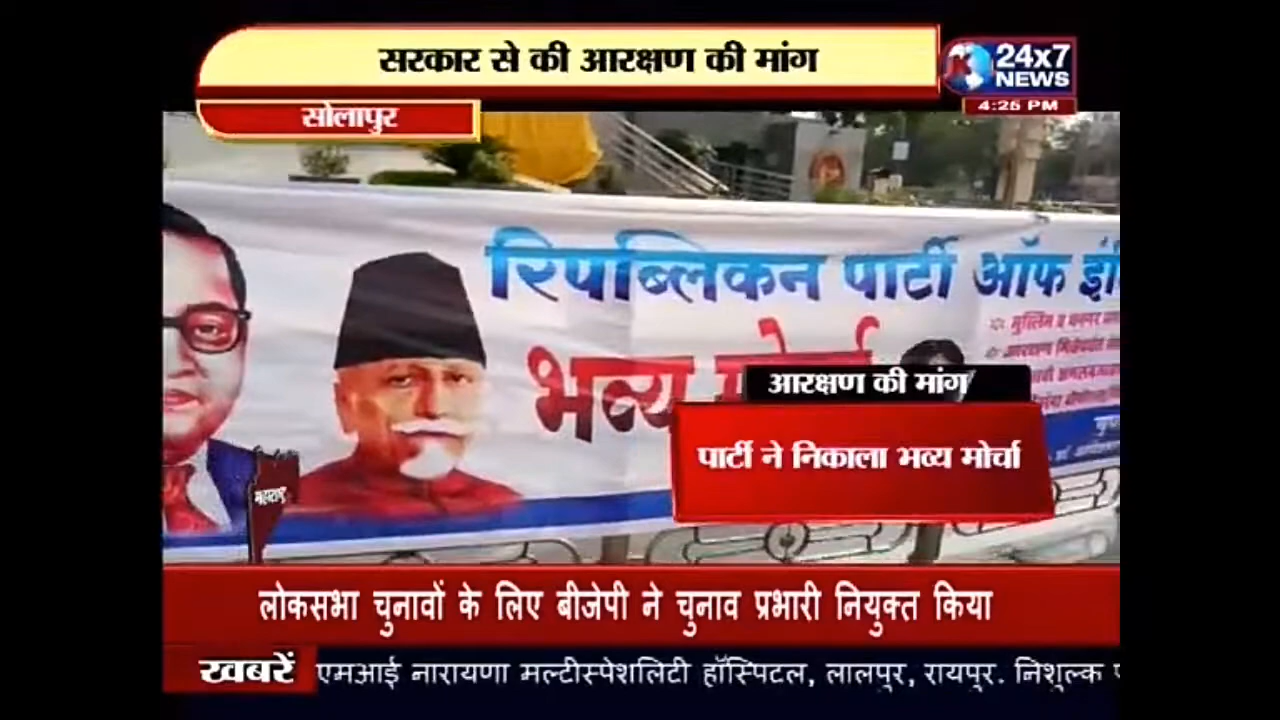 सरकार से की आरक्षण की मांग
24x7
NEWS
4:25 PM
सोलापुर
रिपब्लिकन पार्टी ऑफ
भव्य
मुस्लिम व
आरक्षण की मांग
पार्टी ने निकाला भव्य मोर्चा
महाराष्ट्र
लोकसभा चुनावों के लिए बीजेपी ने चुनाव प्रभारी नियुक्त किया
खबरें एमआई नारायणा मल्टीस्पेशलिटी हॉस्पिटल, लालपुर, रायपुर. निशुल्क